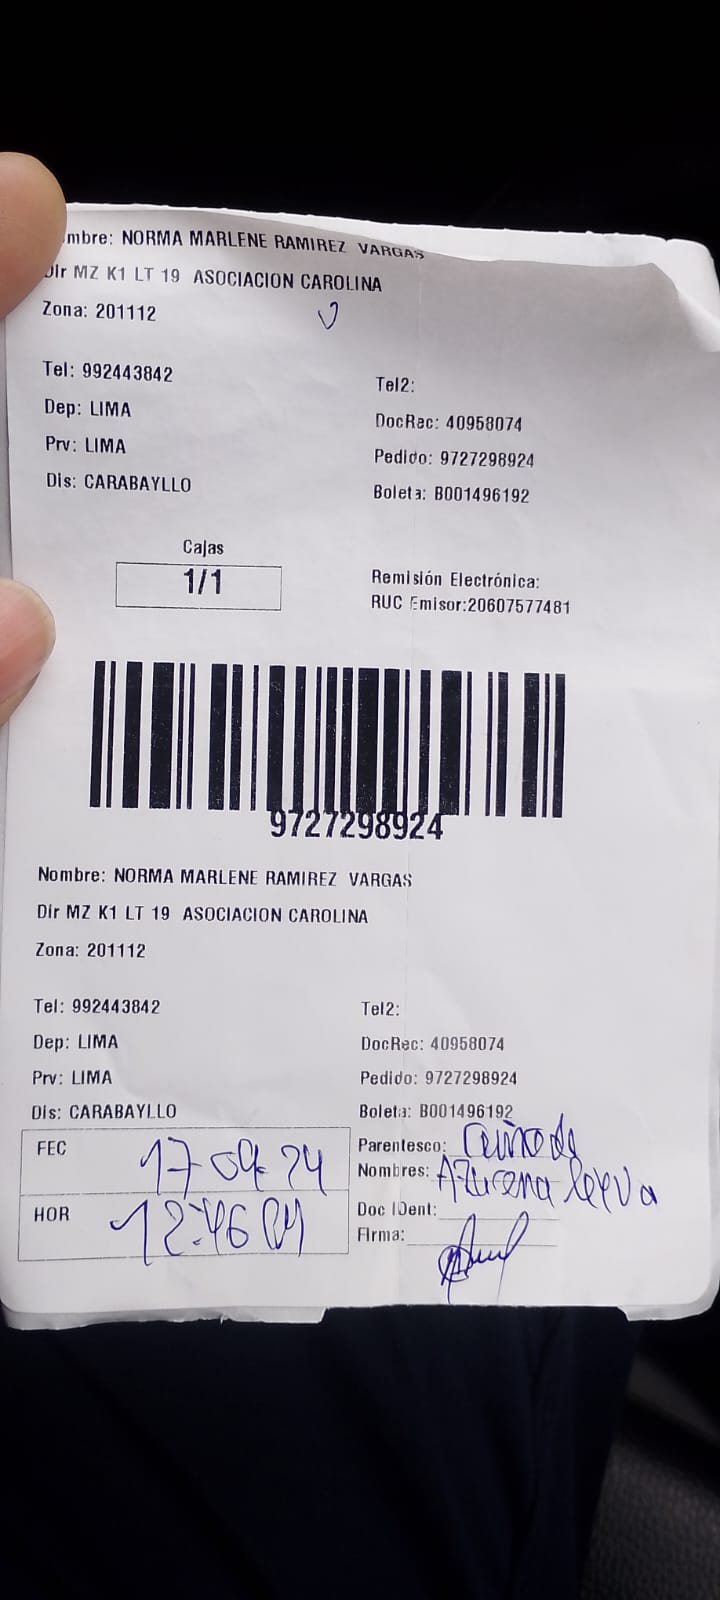 mbre: NORMA MARLENE RAMIREZ VARGAS
Dir MZ K1 LT 19 ASOCIACION CAROLINA
Zona: 201112
Tel: 992443842
Tel2:
Dep: LIMA
DocRec: 40958074
Prv: LIMA
Pedido: 9727298924
Dis: CARABAYLLO
Boleta: B001496192
Cajas
1/1
Remisión Electrónica:
RUC Emisor:20607577481
9727298924
Nombre: NORMA MARLENE RAMIREZ VARGAS
Dir MZ K1 LT 19 ASOCIACION CAROLINA
Zona: 201112
Tel: 992443842
Tel2:
Dep: LIMA
DocRec: 40958074
Prv: LIMA
Pedido: 9727298924
Dis: CARABAYLLO
Boleta: B001496192
FEC 17-09-24
Parentesco:
Nombres: Azucena Leyva
HOR 12:46
Doc IDent:
Firma: